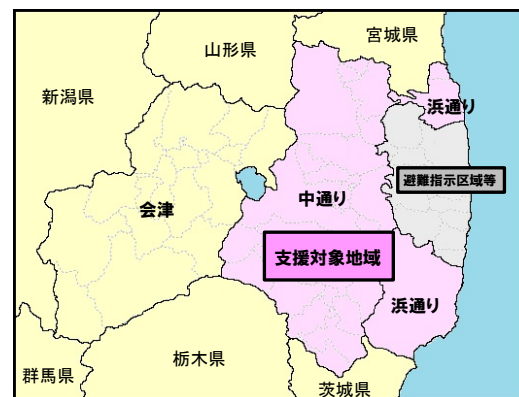 宮城県
山形県
新潟県
浜通り
避難指示区域等
中通り
会津
支援対象地域
浜通り
栃木県
群馬県
茨城県